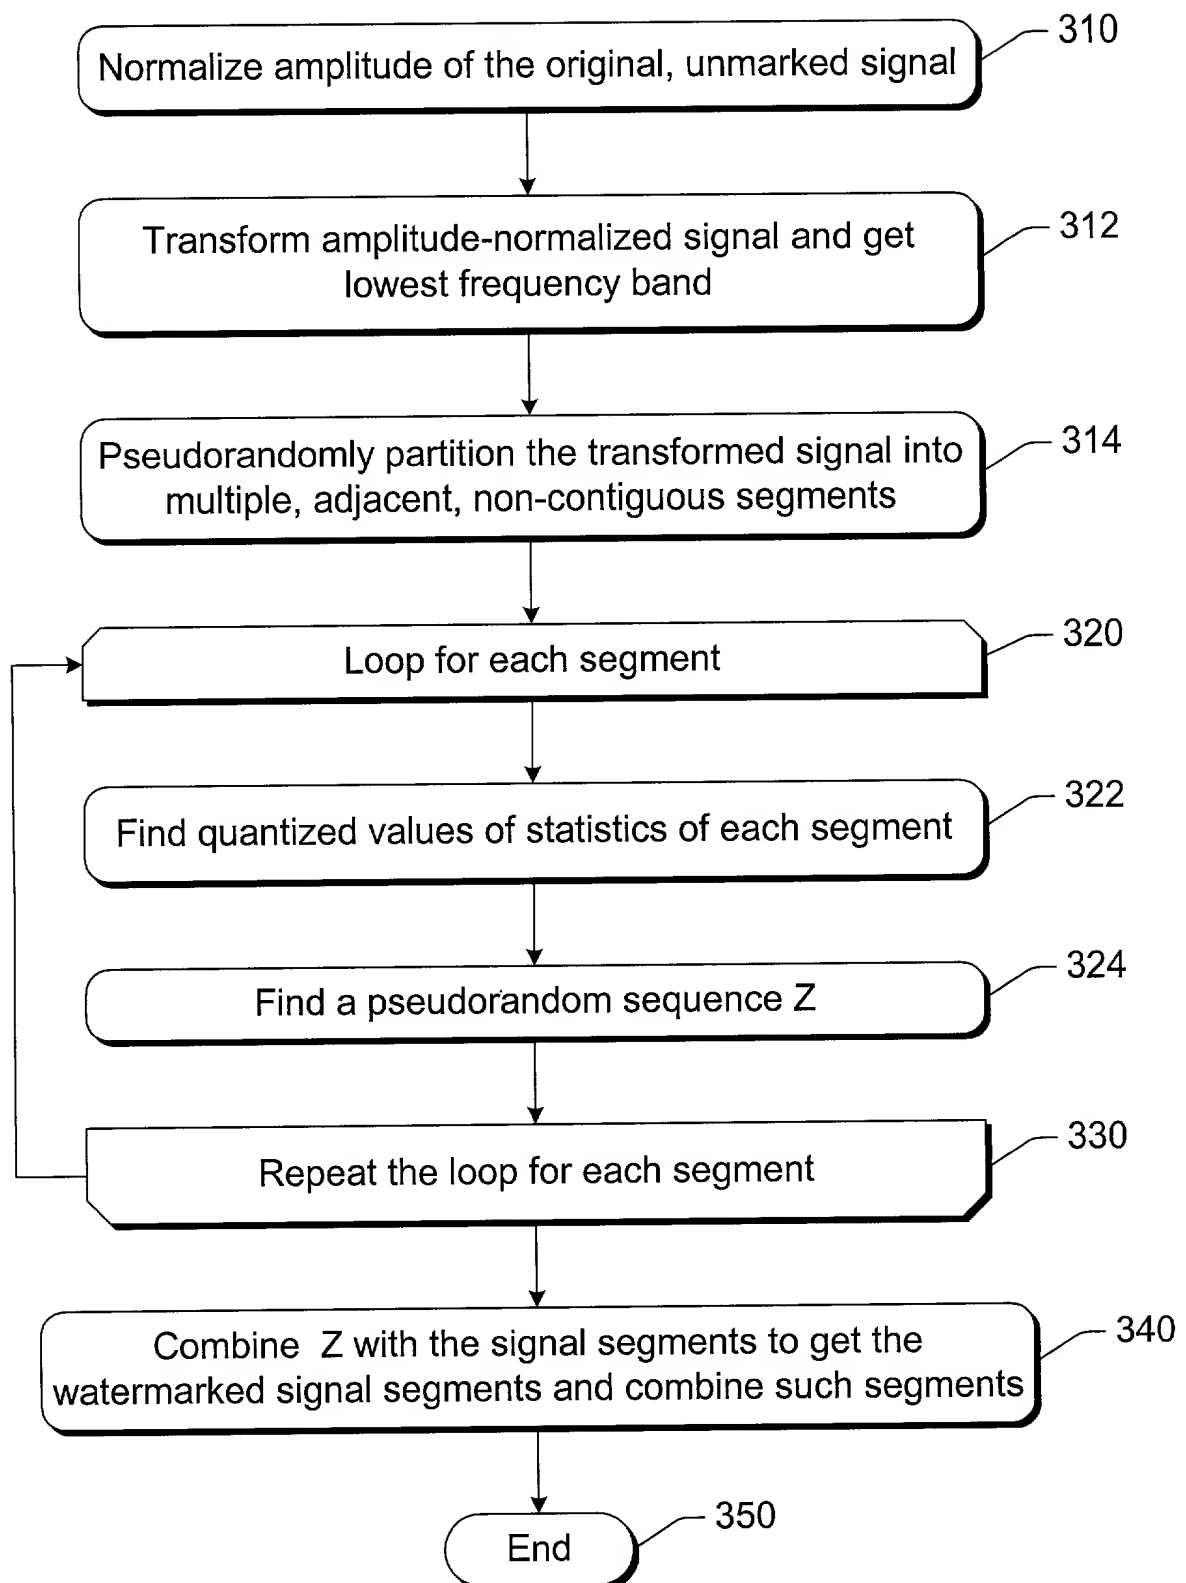 310
Normalize amplitude of the original, unmarked signal
312
Transform amplitude-normalized signal and get
lowest frequency band
314
Pseudorandomly partition the transformed signal into
multiple, adjacent, non-contiguous segments
320
Loop for each segment
322
Find quantized values of statistics of each segment
324
Find a pseudorandom sequence Z
330
Repeat the loop for each segment
340
Combine Z with the signal segments to get the
watermarked signal segments and combine such segments
350
End